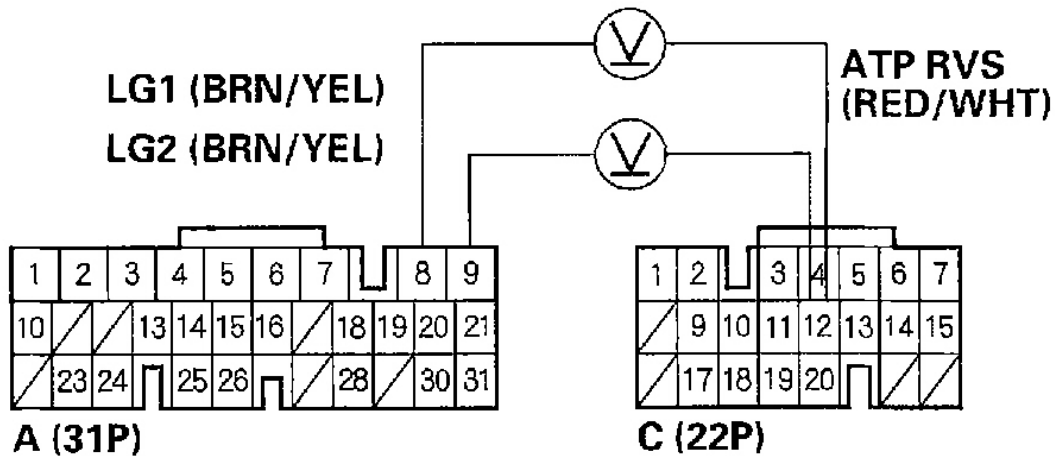 LG1 (BRN/YEL)
LG2 (BRN/YEL)
V
V
ATP RVS
(RED/WHT)
1 2 3 4 5 6 7 8 9
10 13 14 15 16 18 19 20 21
23 24 25 26 28 30 31
A (31P)
1 2 3 4 5 6 7
9 10 11 12 13 14 15
17 18 19 20
C (22P)